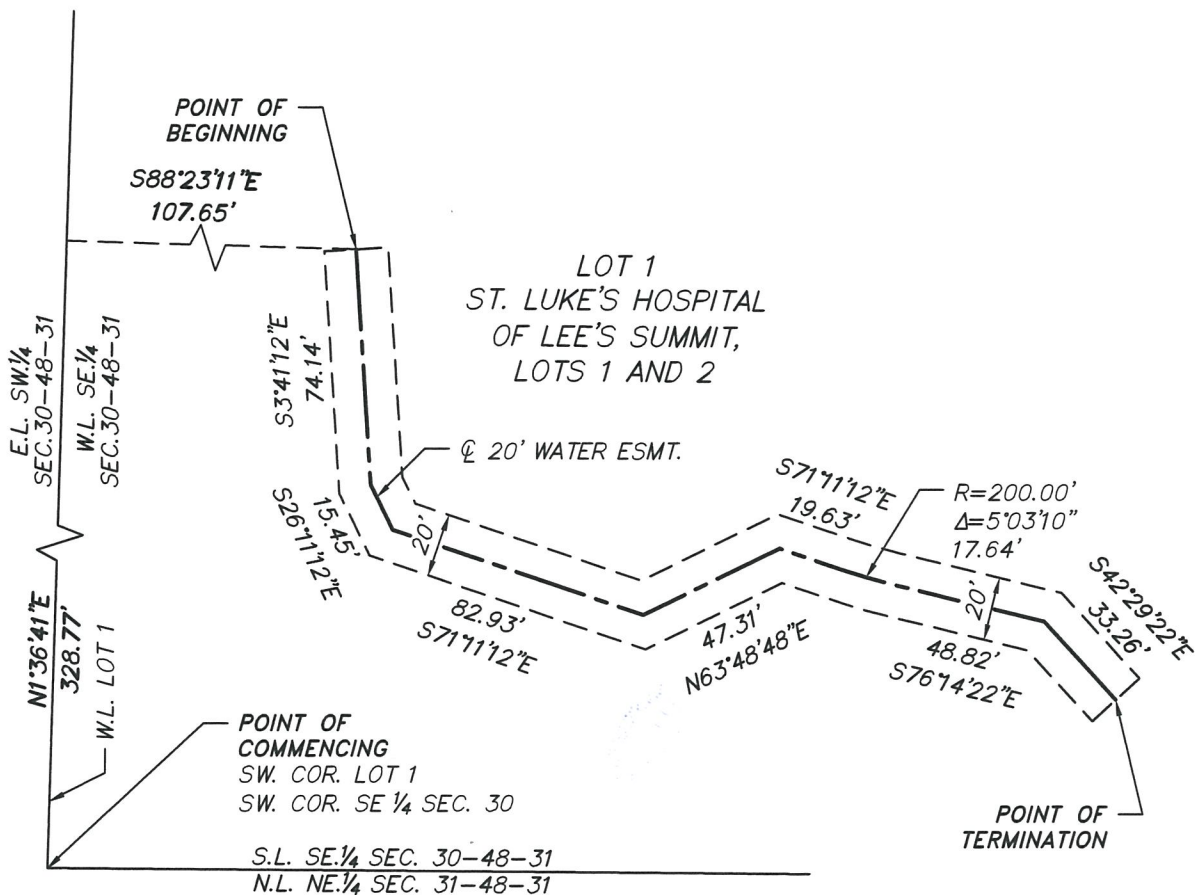 POINT OF
BEGINNING
S88°23'11"E
107.65'
LOT 1
ST. LUKE'S HOSPITAL
OF LEE'S SUMMIT,
LOTS 1 AND 2
E.L. SW.¼
SEC.30-48-31
W.L. SE.¼
SEC.30-48-31
S3°41'12"E
74.14'
℄ 20' WATER ESMT.
15.45'
S26°11'12"E
20'
82.93'
S71°11'12"E
47.31'
N63°48'48"E
S71°11'12"E
19.63'
R=200.00'
Δ=5°03'10"
17.64'
20'
48.82'
S76°14'22"E
S42°29'22"E
33.26'
N1°36'41"E
328.77'
W.L. LOT 1
POINT OF
COMMENCING
SW. COR. LOT 1
SW. COR. SE ¼ SEC. 30
POINT OF
TERMINATION
S.L. SE.¼ SEC. 30-48-31
N.L. NE.¼ SEC. 31-48-31